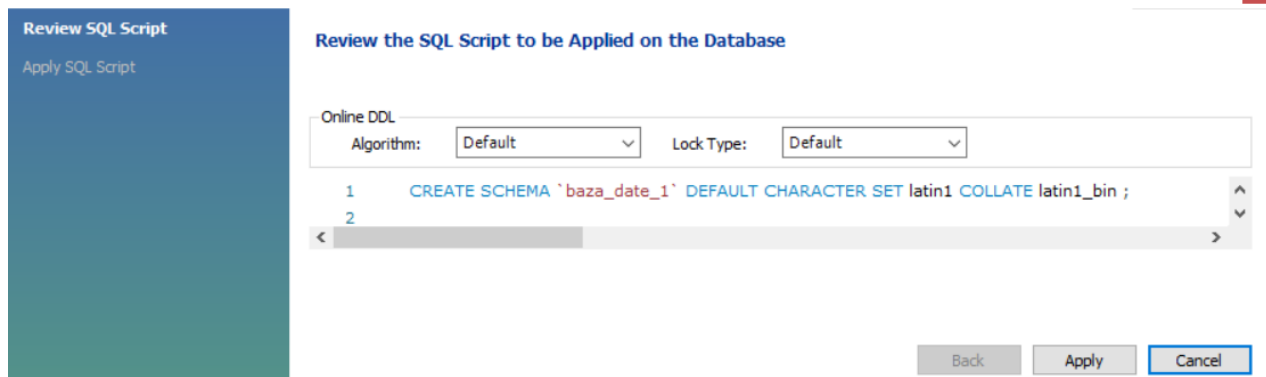 Review SQL Script
Apply SQL Script
Review the SQL Script to be Applied on the Database
Online DDL
Algorithm: Default Lock Type: Default
1 CREATE SCHEMA `baza_date_1` DEFAULT CHARACTER SET latin1 COLLATE latin1_bin ;
2
Back Apply Cancel